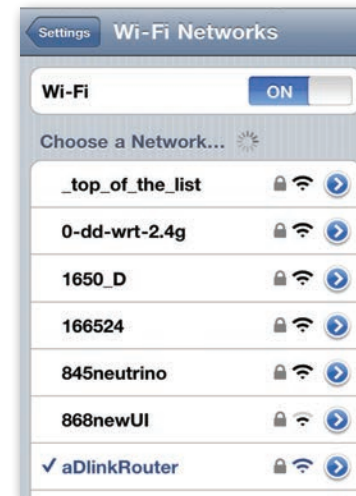 Settings
Wi-Fi Networks
Wi-Fi
ON
Choose a Network...
_top_of_the_list
0-dd-wrt-2.4g
1650_D
166524
845neutrino
868newUI
aDlinkRouter